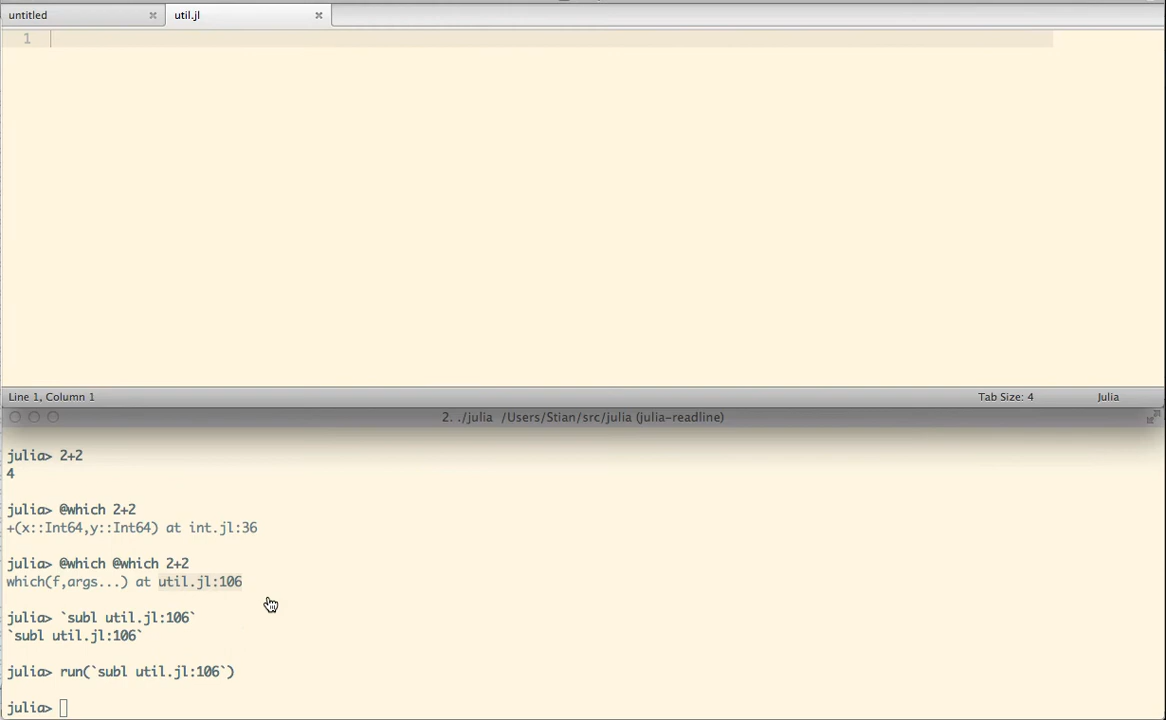 untitled
util.jl
1
Line 1, Column 1
Tab Size: 4
Julia
2. ./julia /Users/Stian/src/julia (julia-readline)
julia> 2+2
4
julia> @which 2+2
+(x::Int64,y::Int64) at int.jl:36
julia> @which @which 2+2
which(f,args...) at util.jl:106
julia> `subl util.jl:106`
`subl util.jl:106`
julia> run(`subl util.jl:106`)
julia>